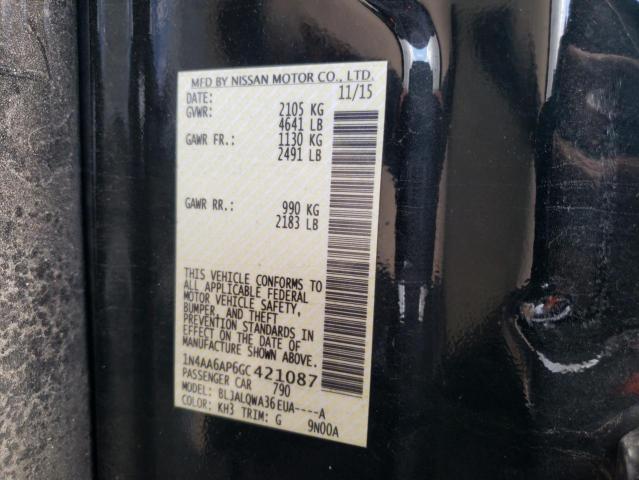 MFD BY NISSAN MOTOR CO., LTD.
DATE: 11/15
GVWR: 2105 KG
4641 LB
GAWR FR.: 1130 KG
2491 LB
GAWR RR.: 990 KG
2183 LB
THIS VEHICLE CONFORMS TO
ALL APPLICABLE FEDERAL
MOTOR VEHICLE SAFETY,
BUMPER, AND THEFT
PREVENTION STANDARDS IN
EFFECT ON THE DATE OF
MANUFACTURE SHOWN ABOVE.
1N4AA6AP6GC421087
PASSENGER CAR 790
MODEL: BLJALQWA36EUA----A
COLOR: KH3 TRIM: G 9N00A